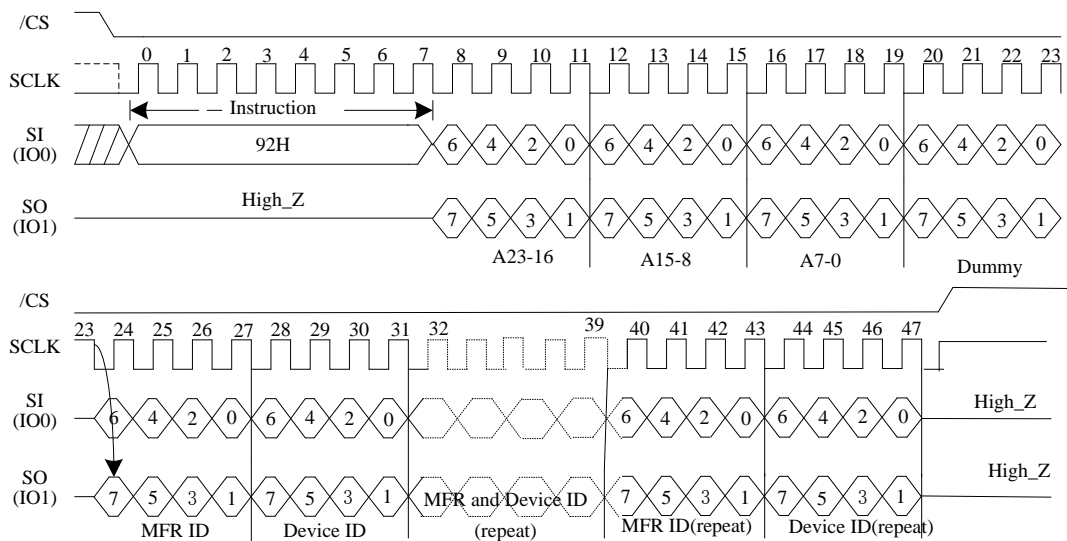 /CS
0 1 2 3 4 5 6 7 8 9 10 11 12 13 14 15 16 17 18 19 20 21 22 23
SCLK
Instruction
SI
(IO0)
92H
6 4 2 0 6 4 2 0 6 4 2 0 6 4 2 0
High_Z
SO
(IO1)
7 5 3 1 7 5 3 1 7 5 3 1 7 5 3 1
A23-16 A15-8 A7-0 Dummy
/CS
23 24 25 26 27 28 29 30 31 32 39 40 41 42 43 44 45 46 47
SCLK
SI
(IO0)
6 4 2 0 6 4 2 0 6 4 2 0 6 4 2 0
High_Z
SO
(IO1)
7 5 3 1 7 5 3 1 MFR and Device ID 7 5 3 1 7 5 3 1
High_Z
MFR ID Device ID (repeat) MFR ID(repeat) Device ID(repeat)